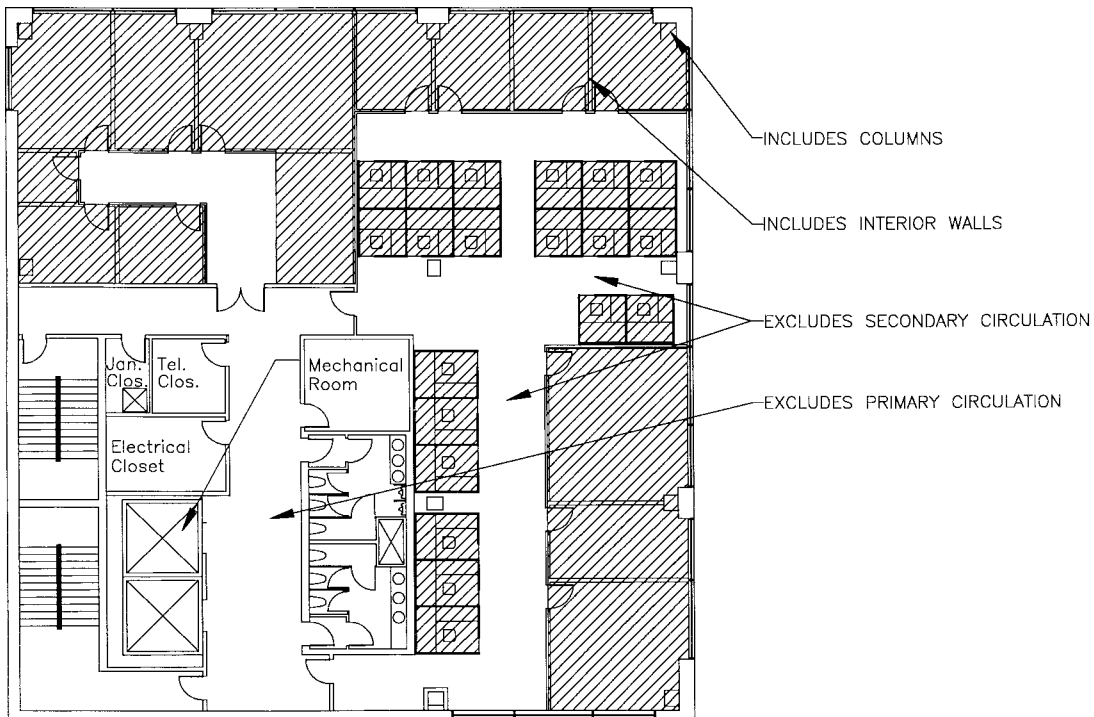 INCLUDES COLUMNS
INCLUDES INTERIOR WALLS
EXCLUDES SECONDARY CIRCULATION
Jan.
Clos.
Tel.
Clos.
Mechanical
Room
EXCLUDES PRIMARY CIRCULATION
Electrical
Closet